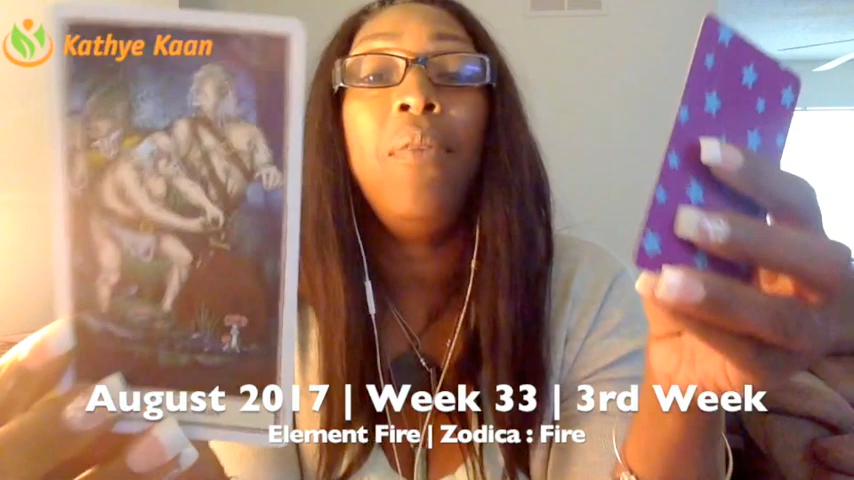 Kathye Kaan
August 2017 | Week 33 | 3rd Week
Element Fire | Zodica : Fire